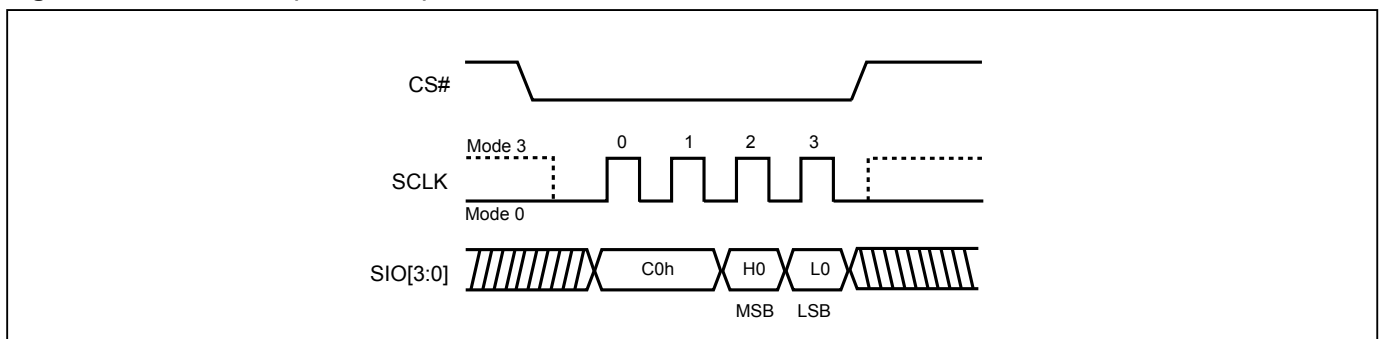 CS#
Mode 3
0 1 2 3
SCLK
Mode 0
SIO[3:0]
C0h H0 L0
MSB LSB